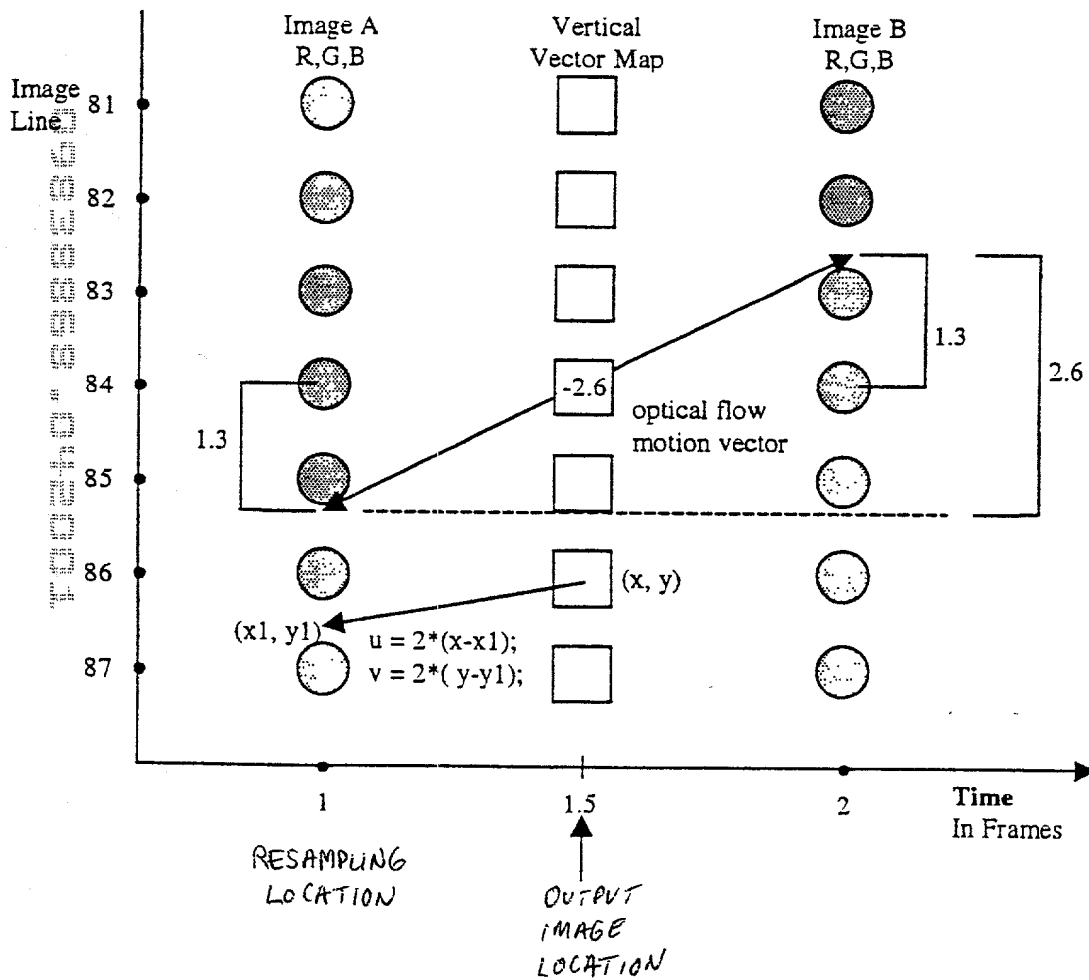 Image A
R,G,B
Vertical
Vector Map
Image B
R,G,B
Image
Line
81
82
83
84
85
86
87
-2.6
optical flow
motion vector
1.3
1.3
2.6
(x, y)
(x1, y1)
u = 2*(x-x1);
v = 2*( y-y1);
1
1.5
2
Time
In Frames
RESAMPLING
LOCATION
OUTPUT
IMAGE
LOCATION